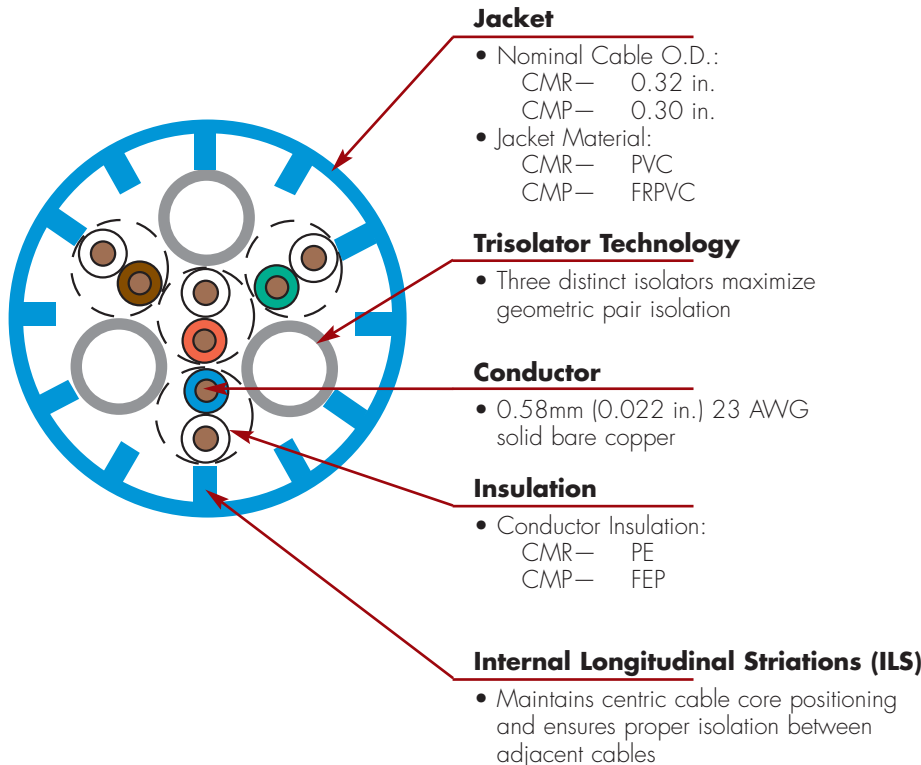 Jacket
• Nominal Cable O.D.:
CMR— 0.32 in.
CMP— 0.30 in.
• Jacket Material:
CMR— PVC
CMP— FRPVC
Trisolator Technology
• Three distinct isolators maximize
geometric pair isolation
Conductor
• 0.58mm (0.022 in.) 23 AWG
solid bare copper
Insulation
• Conductor Insulation:
CMR— PE
CMP— FEP
Internal Longitudinal Striations (ILS)
• Maintains centric cable core positioning
and ensures proper isolation between
adjacent cables